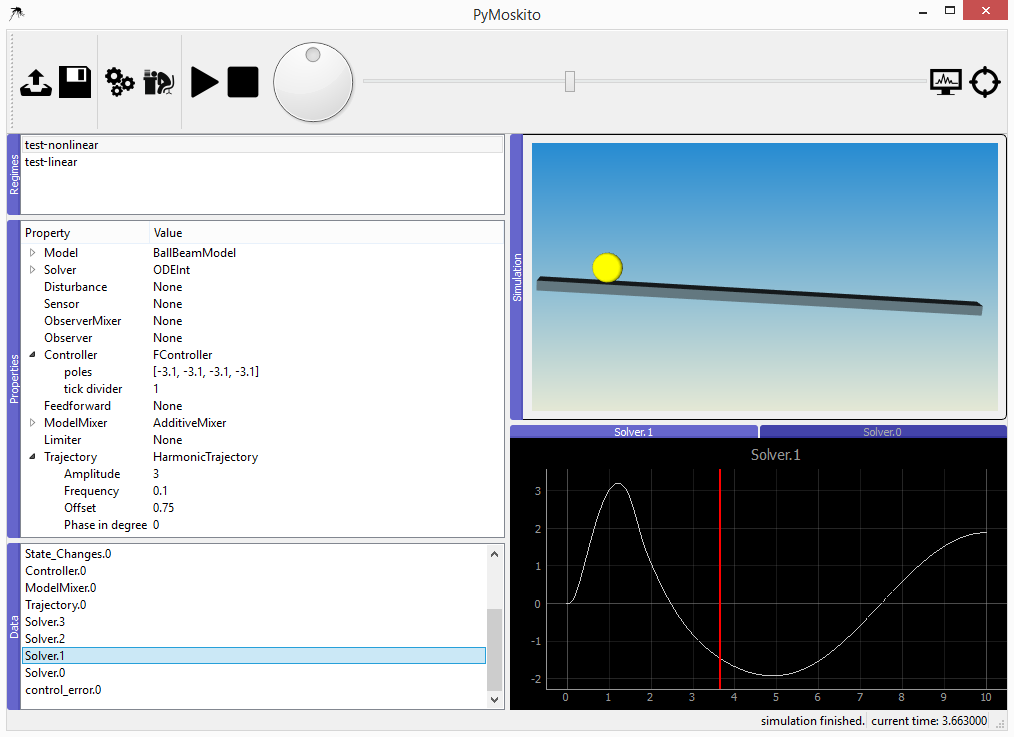 PyMoskito
Regimes
test-nonlinear
test-linear
Properties
Property Value
Model BallBeamModel
Solver ODEInt
Disturbance None
Sensor None
ObserverMixer None
Observer None
Controller FController
poles [-3.1, -3.1, -3.1, -3.1]
tick divider 1
Feedforward None
ModelMixer AdditiveMixer
Limiter None
Trajectory HarmonicTrajectory
Amplitude 3
Frequency 0.1
Offset 0.75
Phase in degree 0
Data
State_Changes.0
Controller.0
ModelMixer.0
Trajectory.0
Solver.3
Solver.2
Solver.1
Solver.0
control_error.0
Simulation
Solver.1 Solver.0
Solver.1
3
2
1
0
-1
-2
0 1 2 3 4 5 6 7 8 9 10
simulation finished. current time: 3.663000